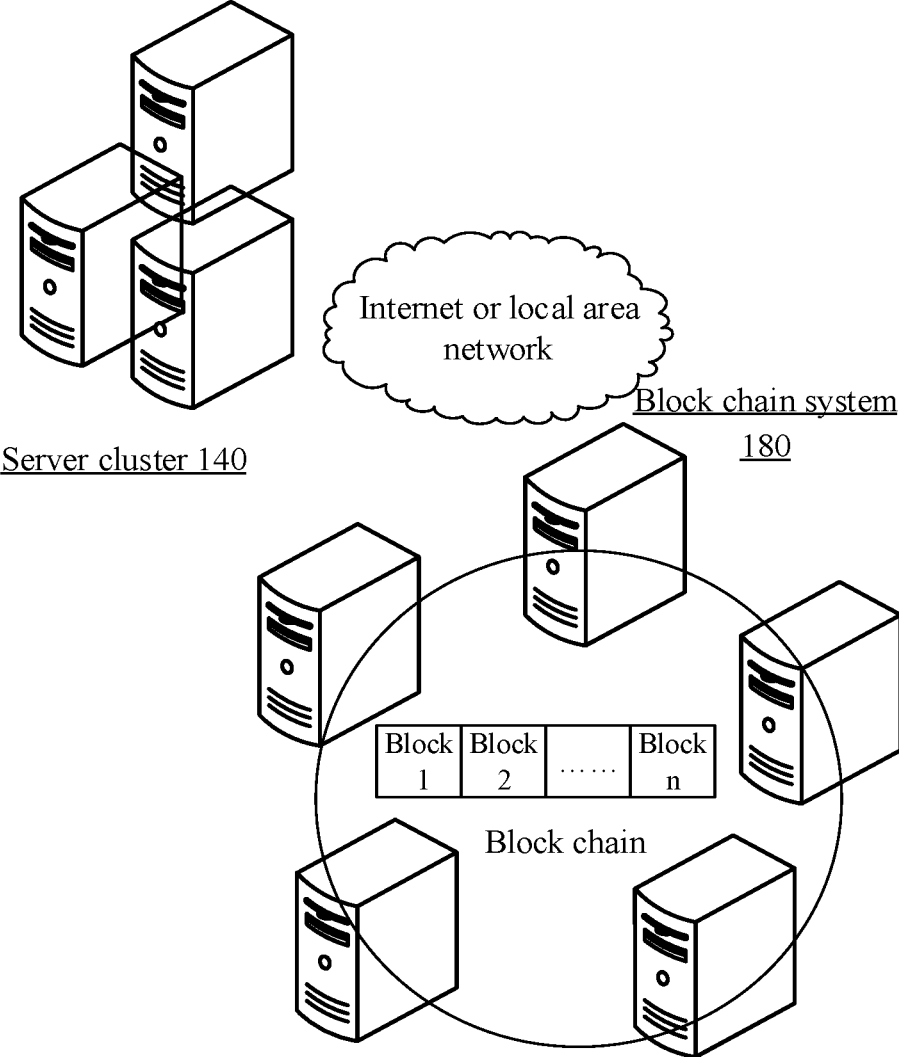 Internet or local area
network
Block chain system
180
Server cluster 140
Block
1
Block
2
......
Block
n
Block chain